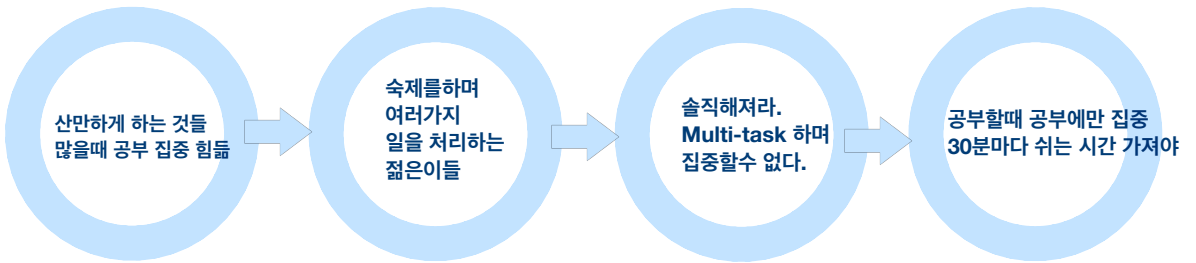 산만하게 하는 것들
많을때 공부 집중 힘듦
숙제를하며
여러가지
일을 처리하는
젊은이들
솔직해져라.
Multi-task 하며
집중할수 없다.
공부할때 공부에만 집중
30분마다 쉬는 시간 가져야